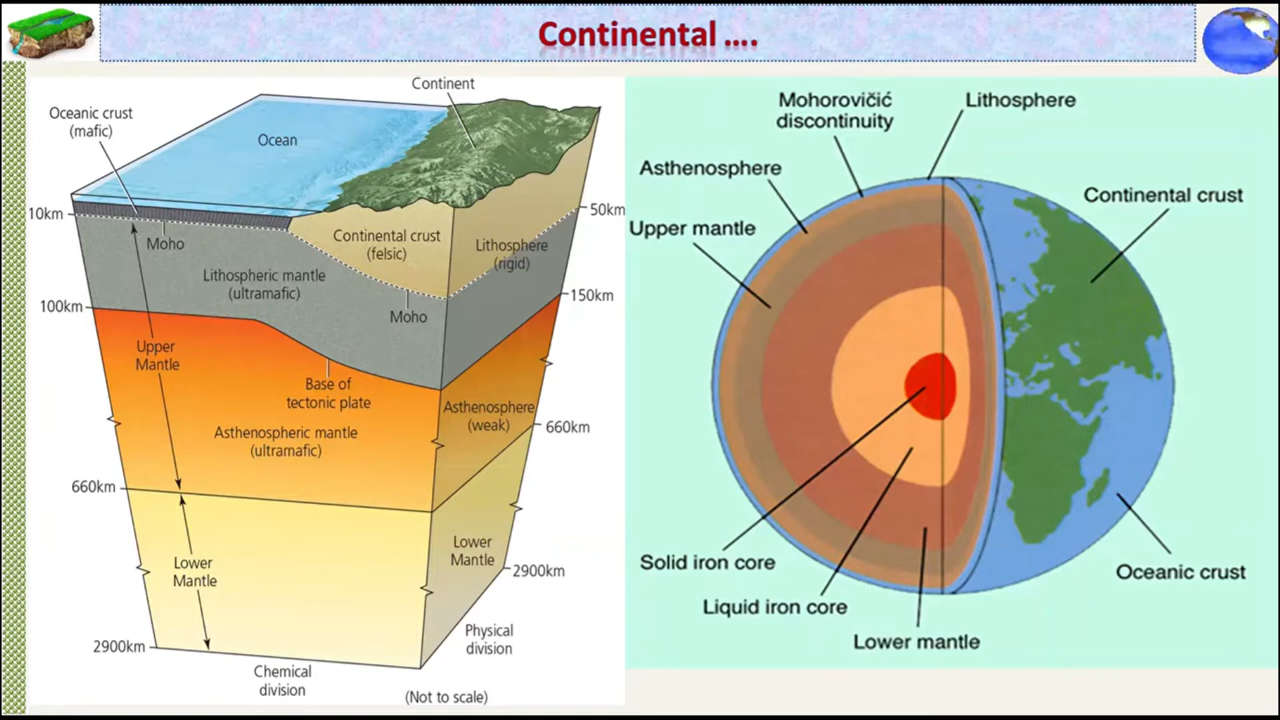 Continental ....
Continent
Oceanic crust
(mafic)
Ocean
10km
Moho
50km
Continental crust
(felsic)
Lithosphere
(rigid)
Lithospheric mantle
(ultramafic)
Moho
100km
150km
Upper
Mantle
Base of
tectonic plate
Asthenosphere
(weak)
Asthenospheric mantle
(ultramafic)
660km
660km
Lower
Mantle
Lower
Mantle
2900km
2900km
Physical
division
Chemical
division
(Not to scale)
Mohorovičić
discontinuity
Lithosphere
Asthenosphere
Continental crust
Upper mantle
Solid iron core
Oceanic crust
Liquid iron core
Lower mantle